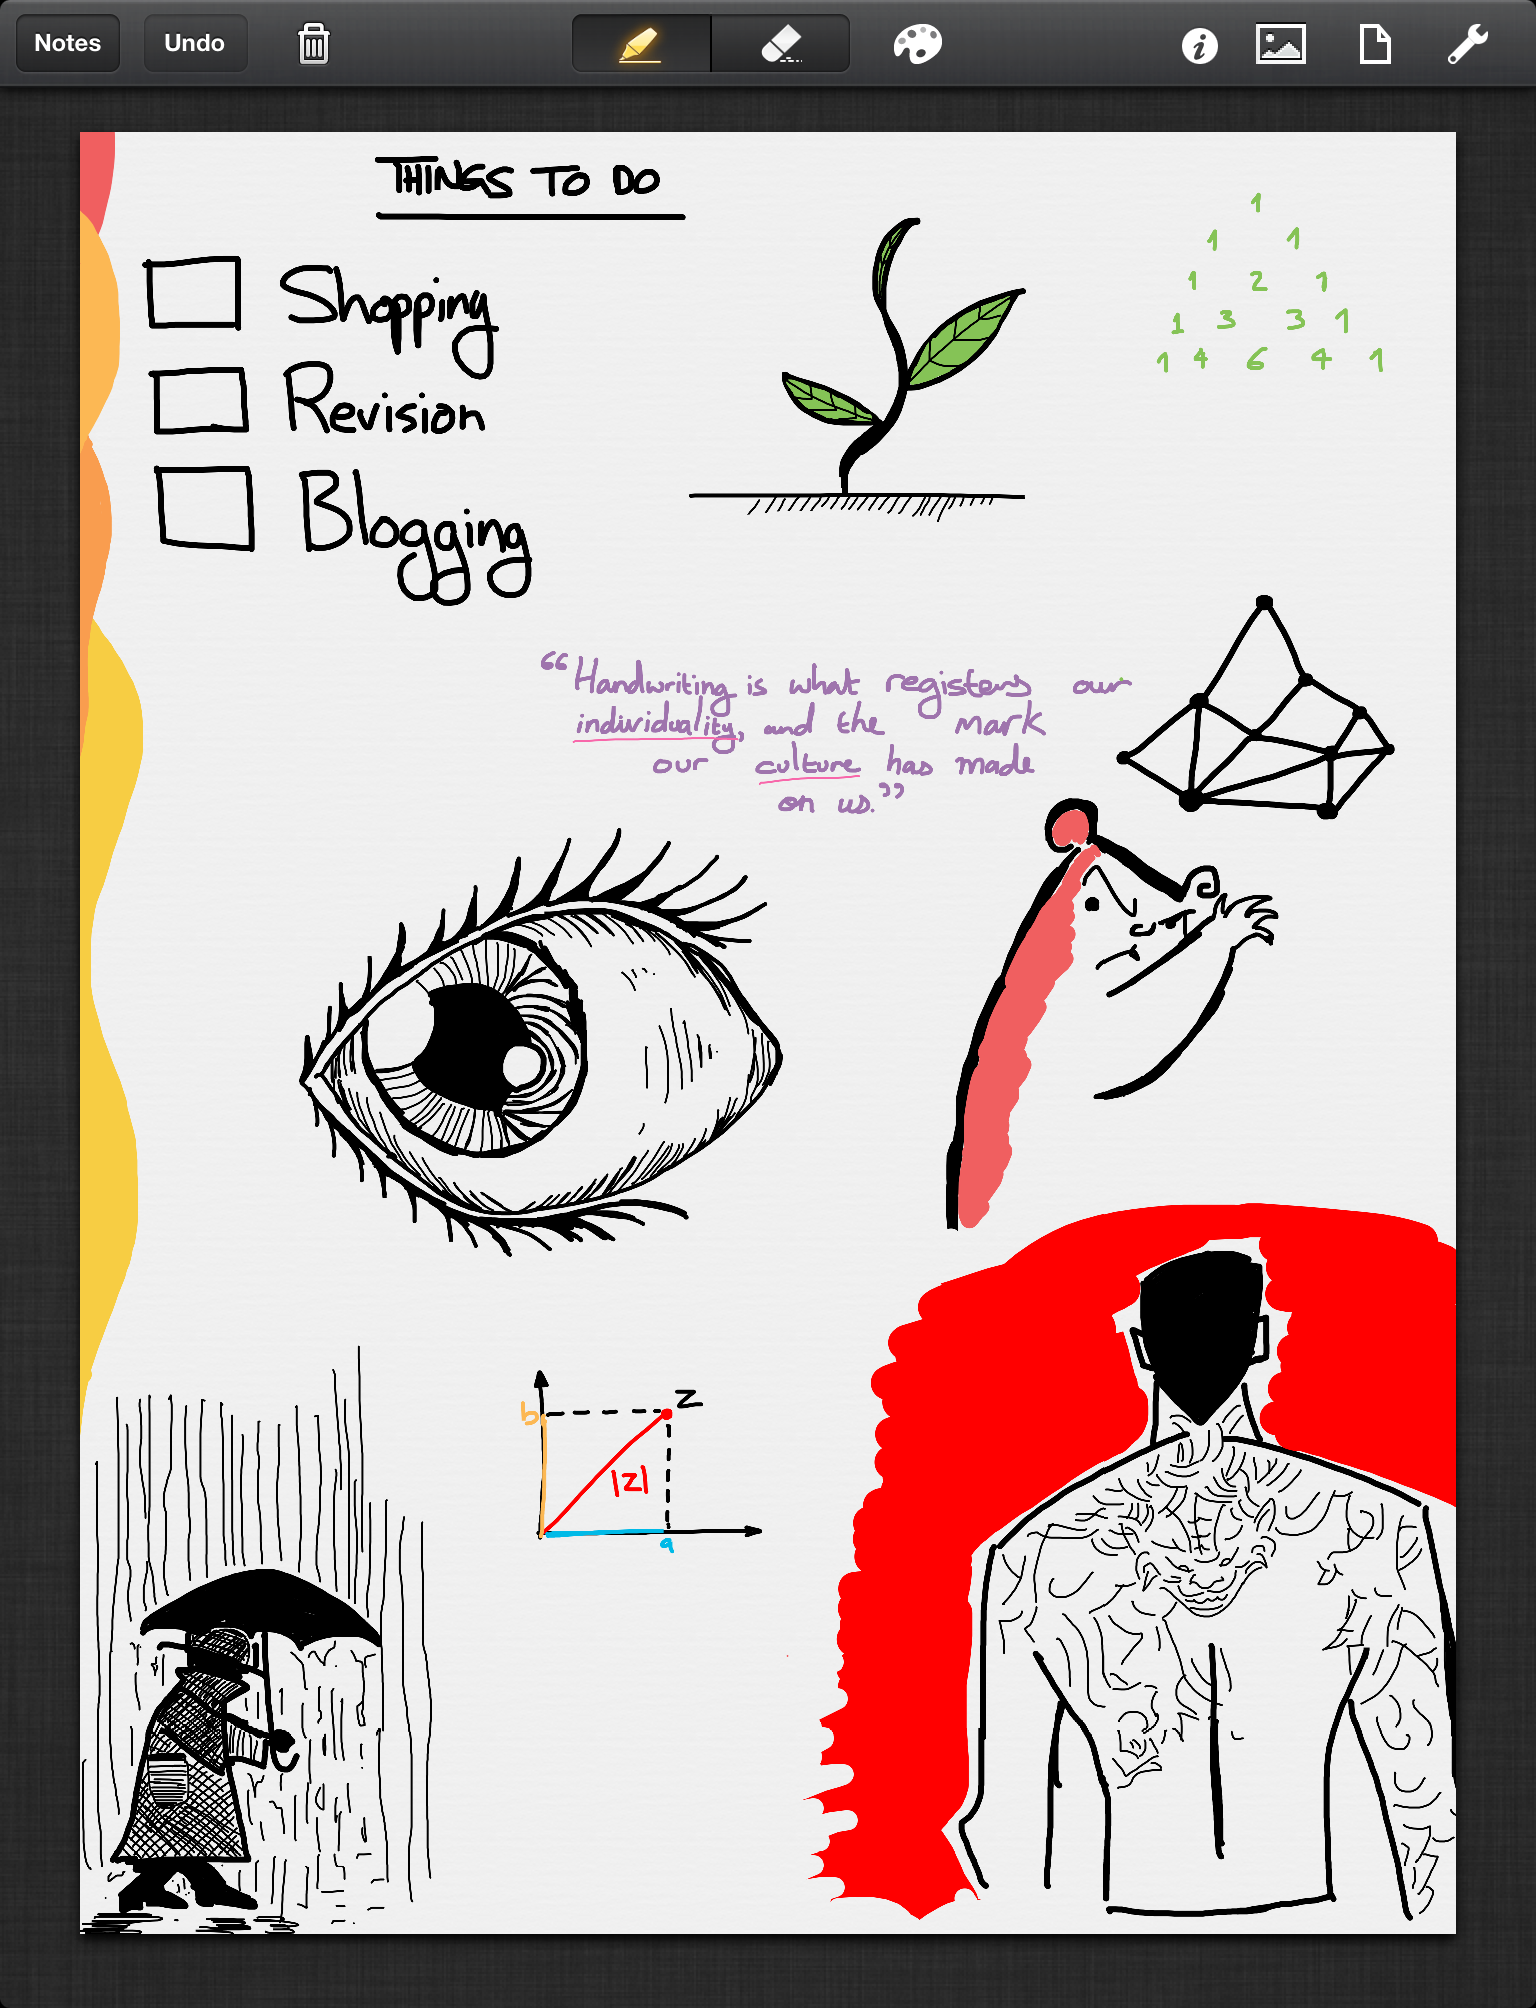 Notes
Undo
THINGS TO DO
Shopping
Revision
Blogging
1
1 1
1 2 1
1 3 3 1
1 4 6 4 1
“Handwriting is what registers our
individuality, and the mark
our culture has made
on us.”
b
z
|z|
a